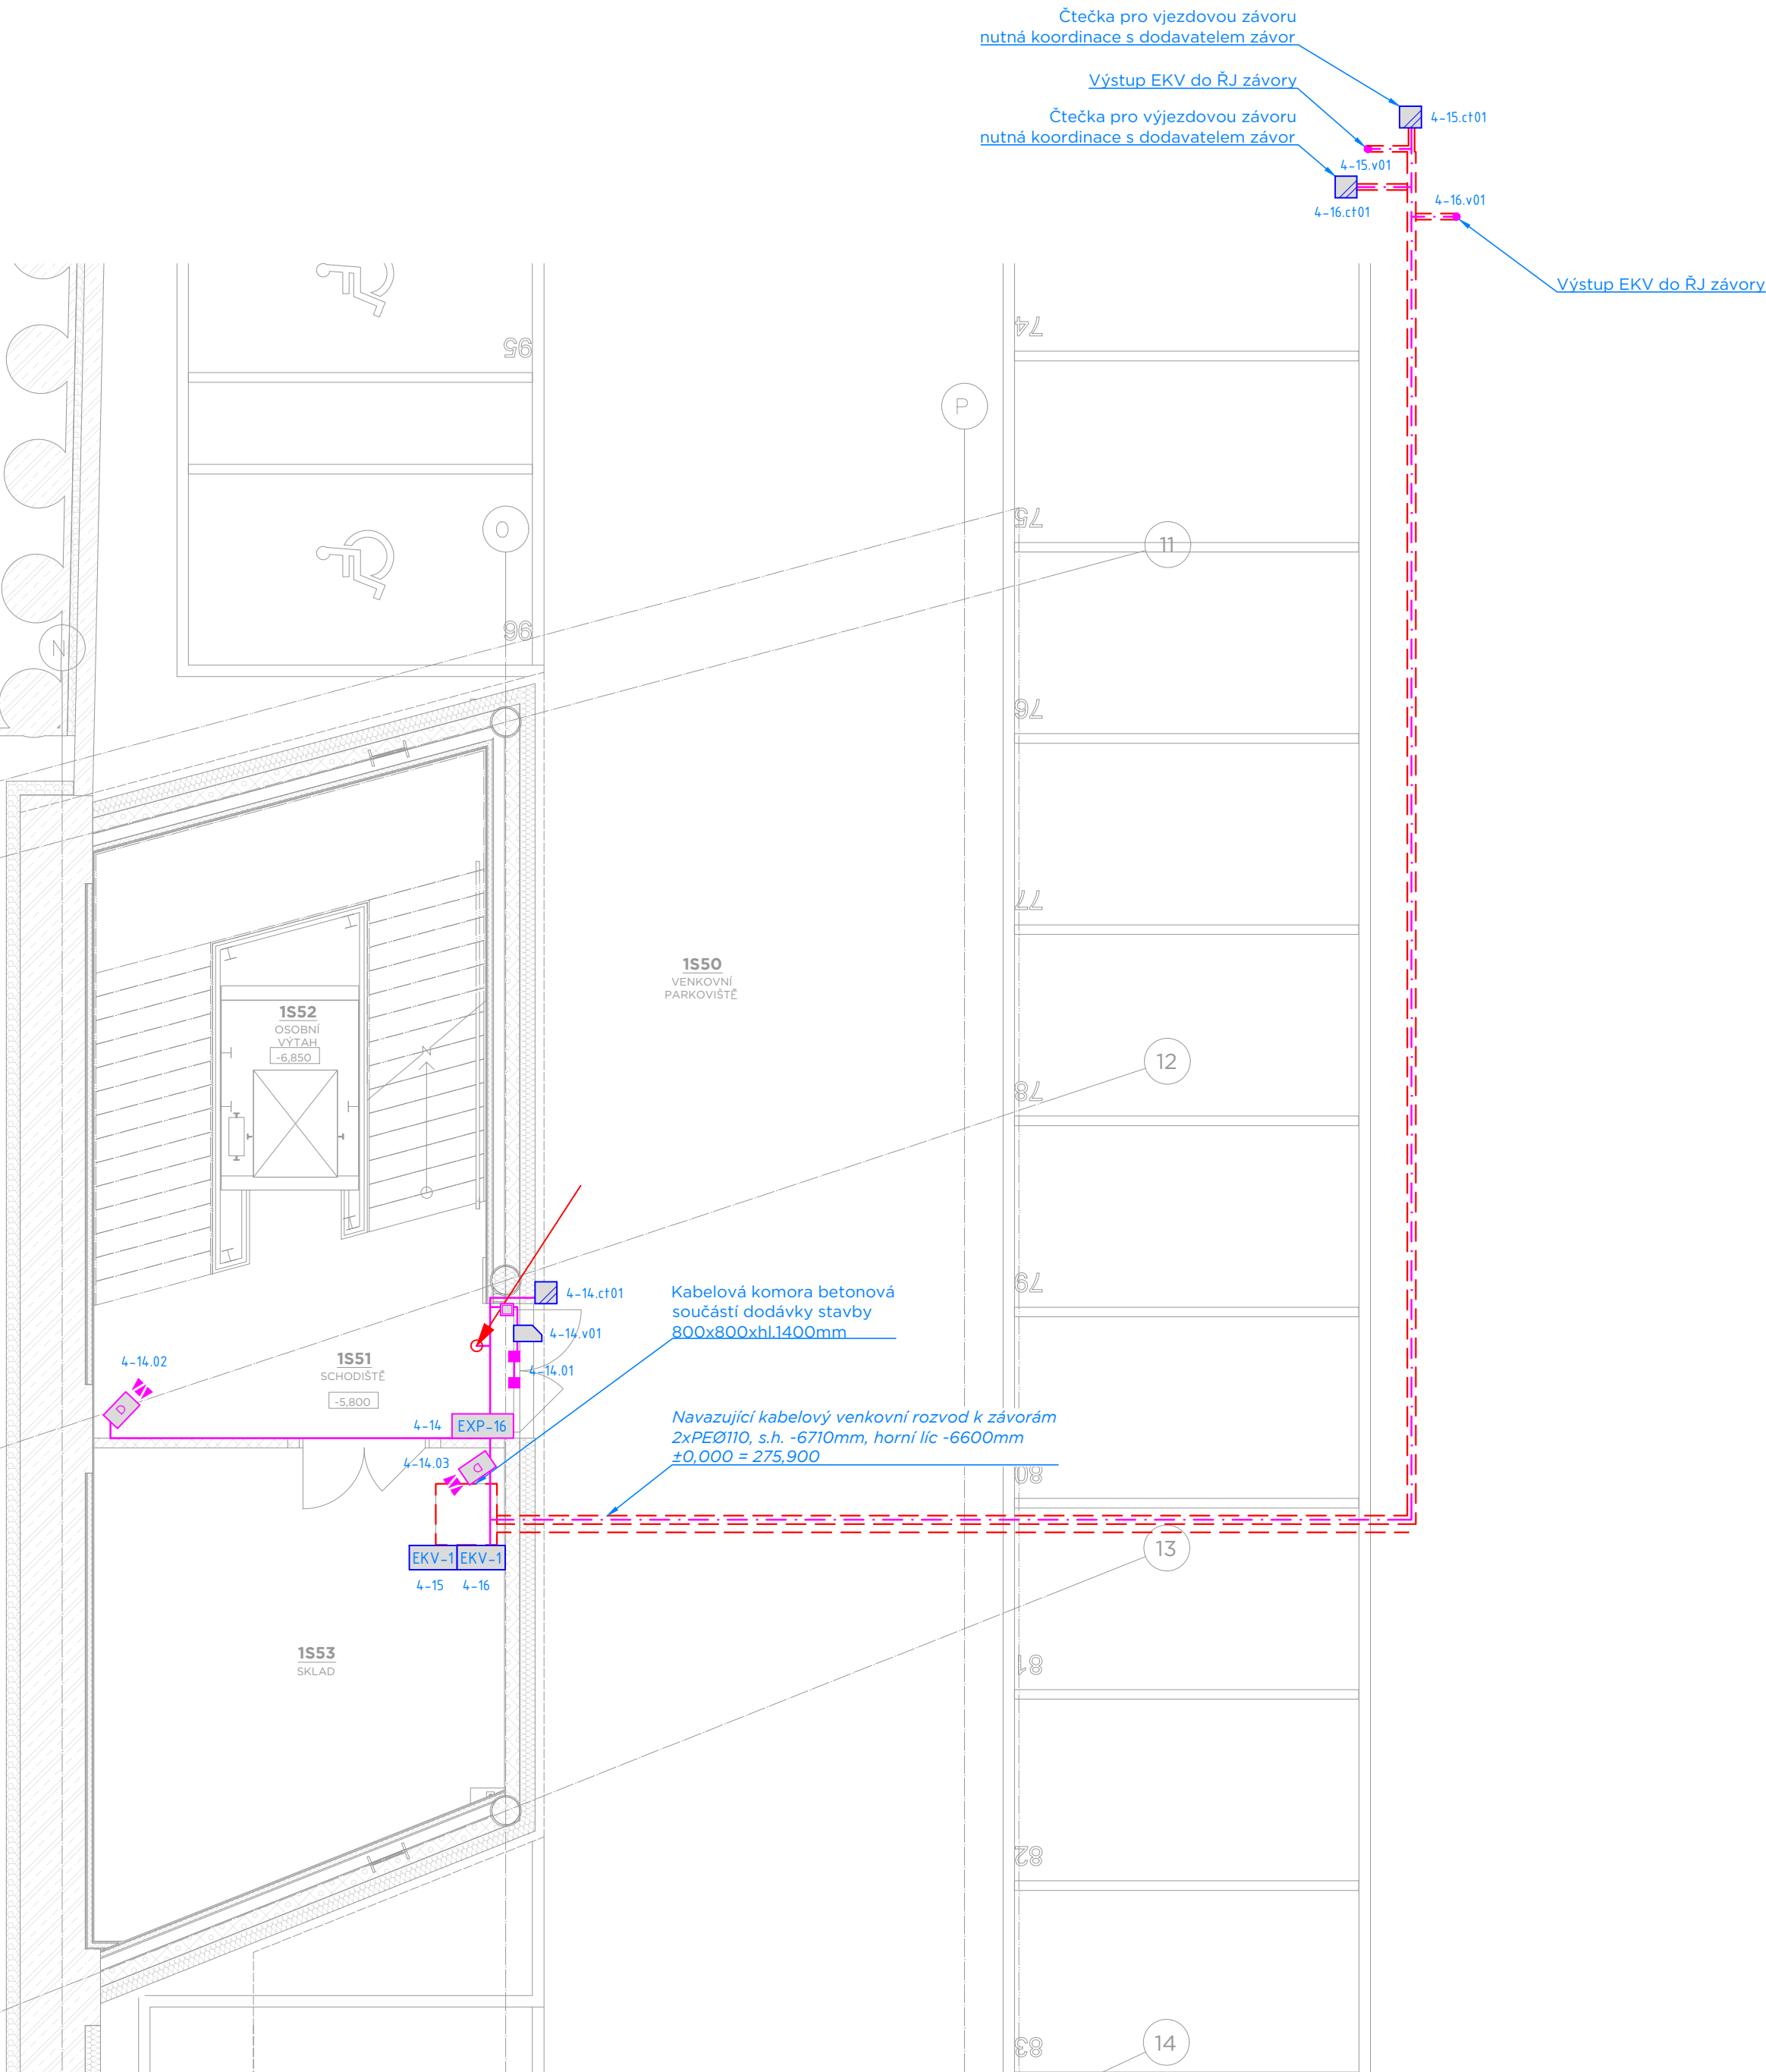 Čtečka pro vjezdovou závoru
nutná koordinace s dodavatelem závor
Výstup EKV do ŘJ závory
Čtečka pro výjezdovou závoru
nutná koordinace s dodavatelem závor
4-15.ct01
4-15.v01
4-16.ct01
4-16.v01
Výstup EKV do ŘJ závory
74
95
P
75
O
11
96
N
76
77
1S50
VENKOVNÍ
PARKOVIŠTĚ
1S52
OSOBNÍ
VÝTAH
-6,850
N
12
78
79
4-14.ct01
Kabelová komora betonová
součástí dodávky stavby
800x800xhl.1400mm
4-14.v01
4-14.01
4-14.02
1S51
SCHODIŠTĚ
-5,800
D
4-14
EXP-16
Navazující kabelový venkovní rozvod k závorám
2xPEØ110, s.h. -6710mm, horní líc -6600mm
±0,000 = 275,900
4-14.03
D
80
13
EKV-1
EKV-1
4-15
4-16
1S53
SKLAD
81
82
83
14